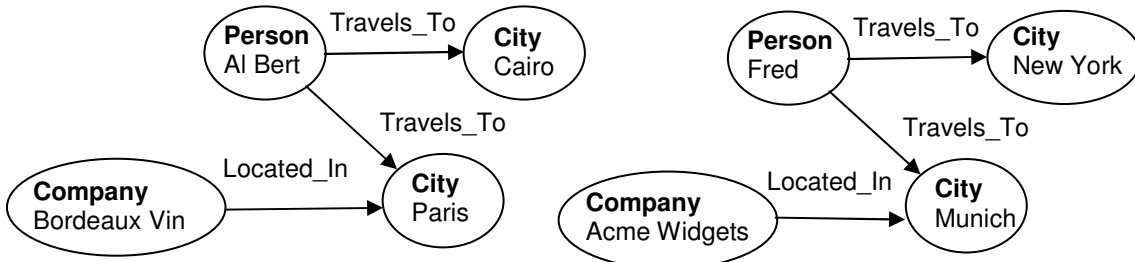 Travels_To
Person
Al Bert
City
Cairo
Travels_To
Located_In
Company
Bordeaux Vin
City
Paris
Travels_To
Person
Fred
City
New York
Travels_To
Located_In
Company
Acme Widgets
City
Munich